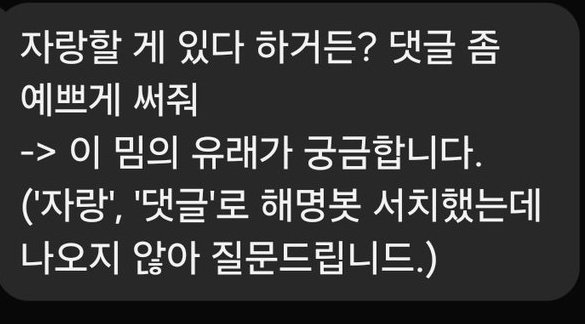 자랑할 게 있다 하거든? 댓글 좀
예쁘게 써줘
-> 이 밈의 유래가 궁금합니다.
('자랑', '댓글'로 해명봇 서치했는데
나오지 않아 질문드립니드.)